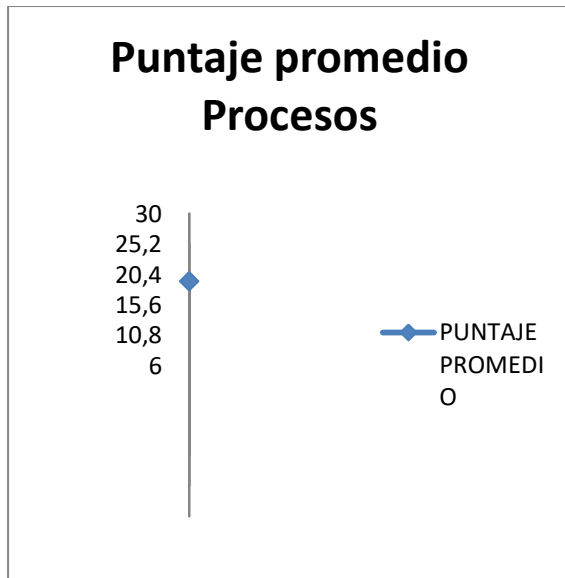 Puntaje promedio
Procesos
30
25,2
20,4
15,6
10,8
6
PUNTAJE
PROMEDI
O